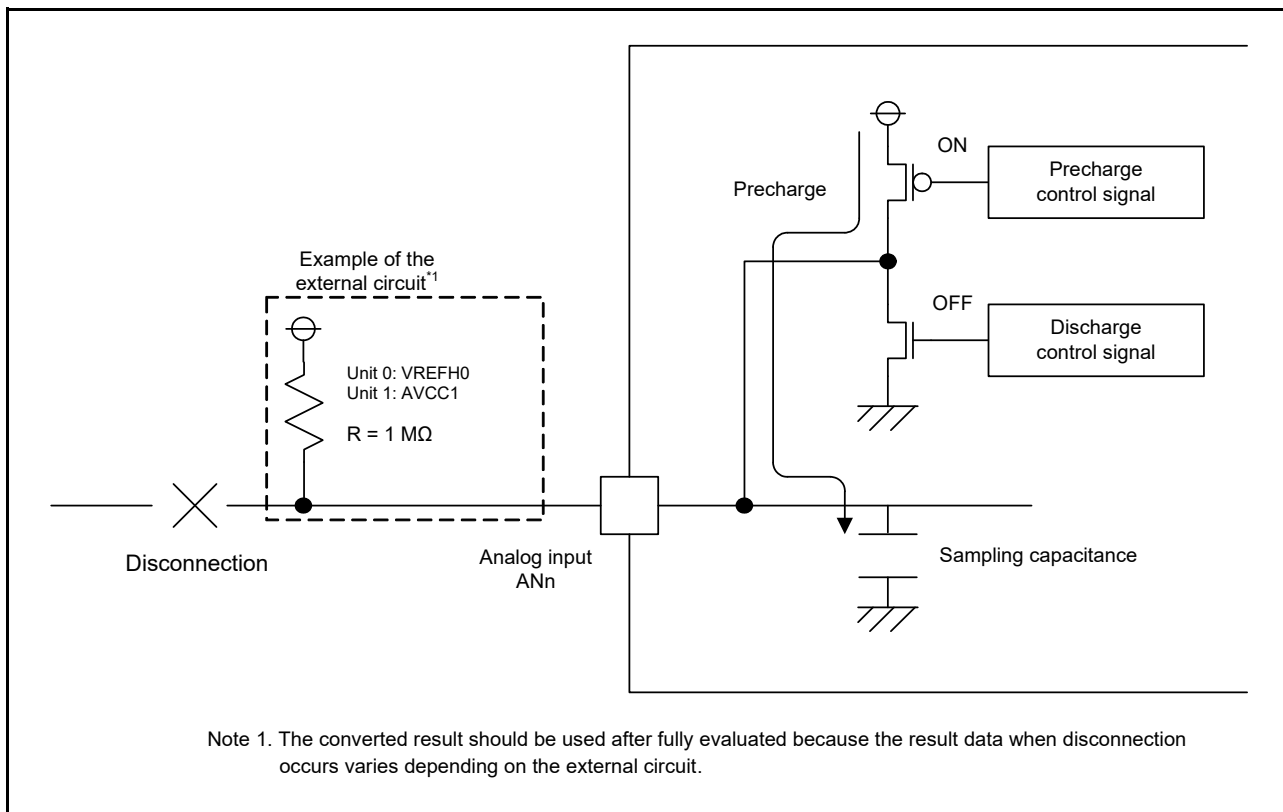 ON
Precharge
control signal
Precharge
Example of the
external circuit*1
OFF
Discharge
control signal
Unit 0: VREFH0
Unit 1: AVCC1
R = 1 MΩ
Disconnection
Analog input
ANn
Sampling capacitance
Note 1. The converted result should be used after fully evaluated because the result data when disconnection
occurs varies depending on the external circuit.